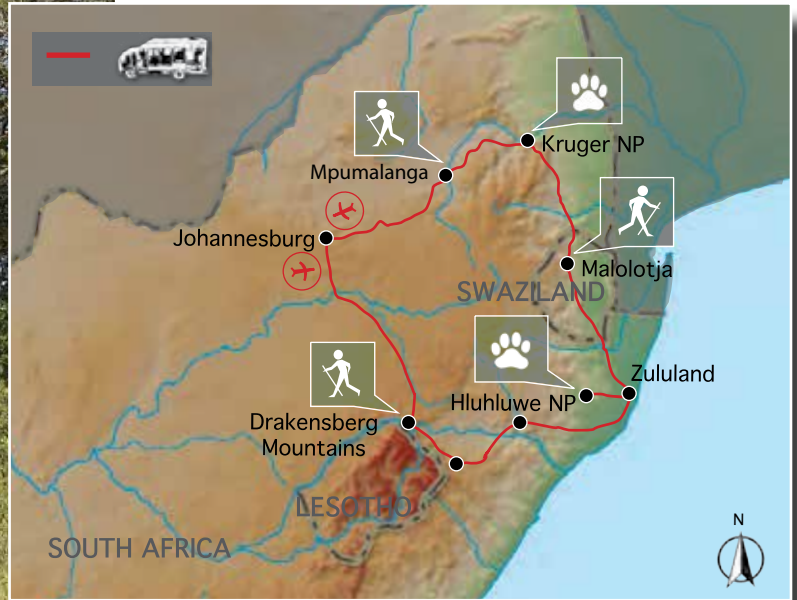 Kruger NP
Mpumalanga
Johannesburg
Malolotja
SWAZILAND
Zululand
Hluhluwe NP
Drakensberg
Mountains
LESOTHO
SOUTH AFRICA
N